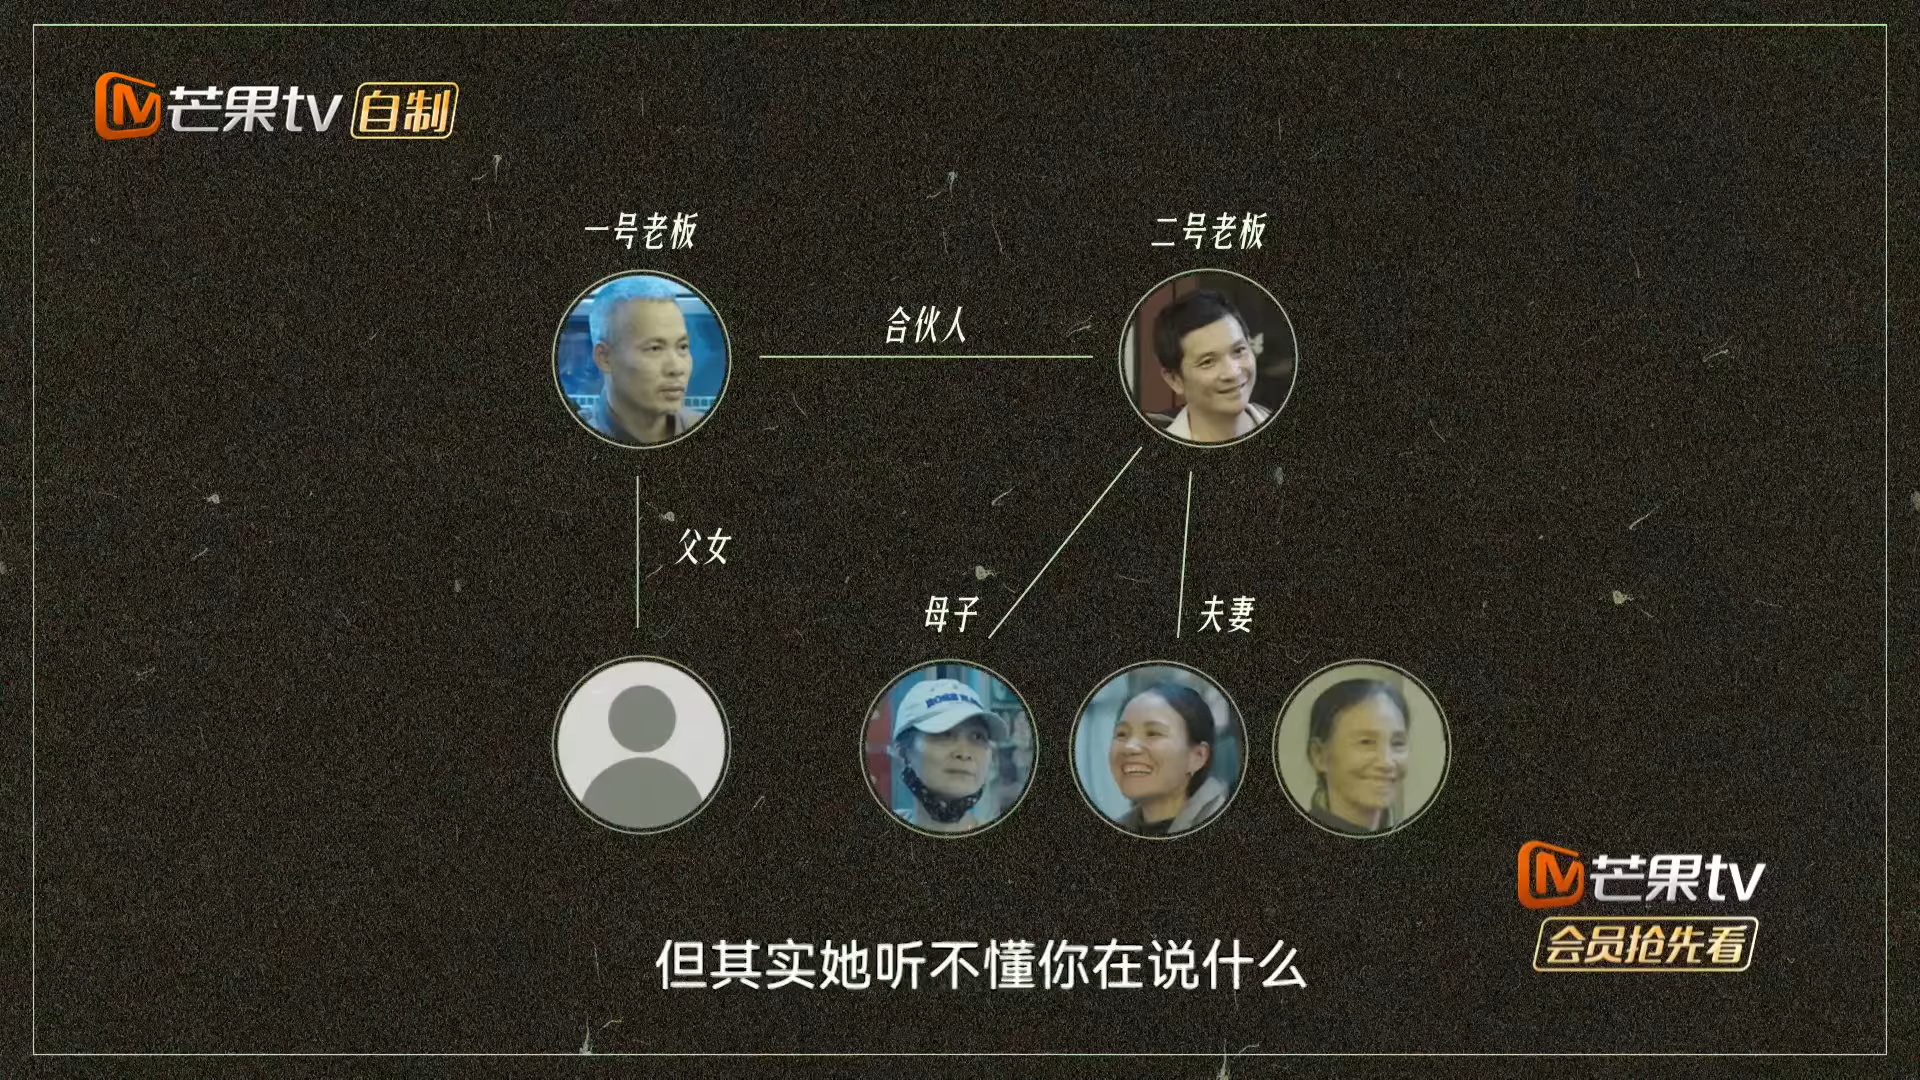 芒果tv 自制
一号老板
二号老板
合伙人
父女
母子
夫妻
芒果tv
会员抢先看
但其实她听不懂你在说什么